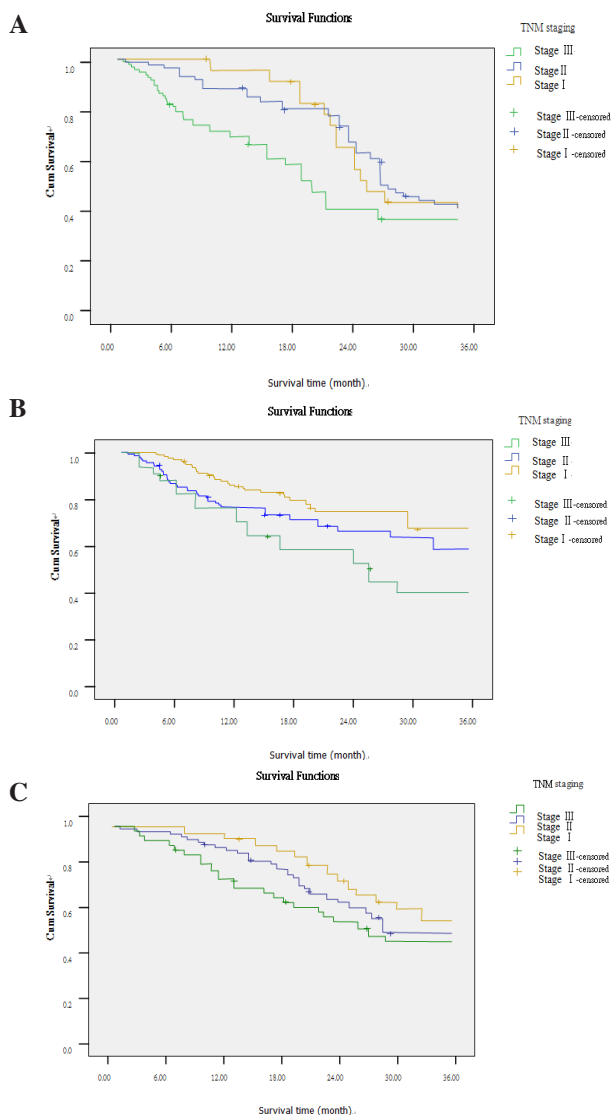 A
Survival Functions
TNM staging
Stage III
Stage II
Stage I
Stage III-censored
Stage II-censored
Stage I -censored
Cum Survival
1.0
0.8
0.6
0.4
0.2
0.0
0.00 6.00 12.00 18.00 24.00 30.00 36.00
Survival time (month)..
B
Survival Functions
TNM staging
Stage III
Stage II
Stage I
Stage III-censored
Stage II-censored
Stage I-censored
Cum Survival
1.0
0.8
0.6
0.4
0.2
0.0
0.00 6.00 12.00 18.00 24.00 30.00 36.00
Survival time (month)..
C
Survival Functions
TNM staging
Stage III
Stage II
Stage I
Stage III-censored
Stage II-censored
Stage I-censored
Cum Survival
1.0
0.8
0.6
0.4
0.2
0.0
0.00 6.00 12.00 18.00 24.00 30.00 36.00
Survival time (month)..